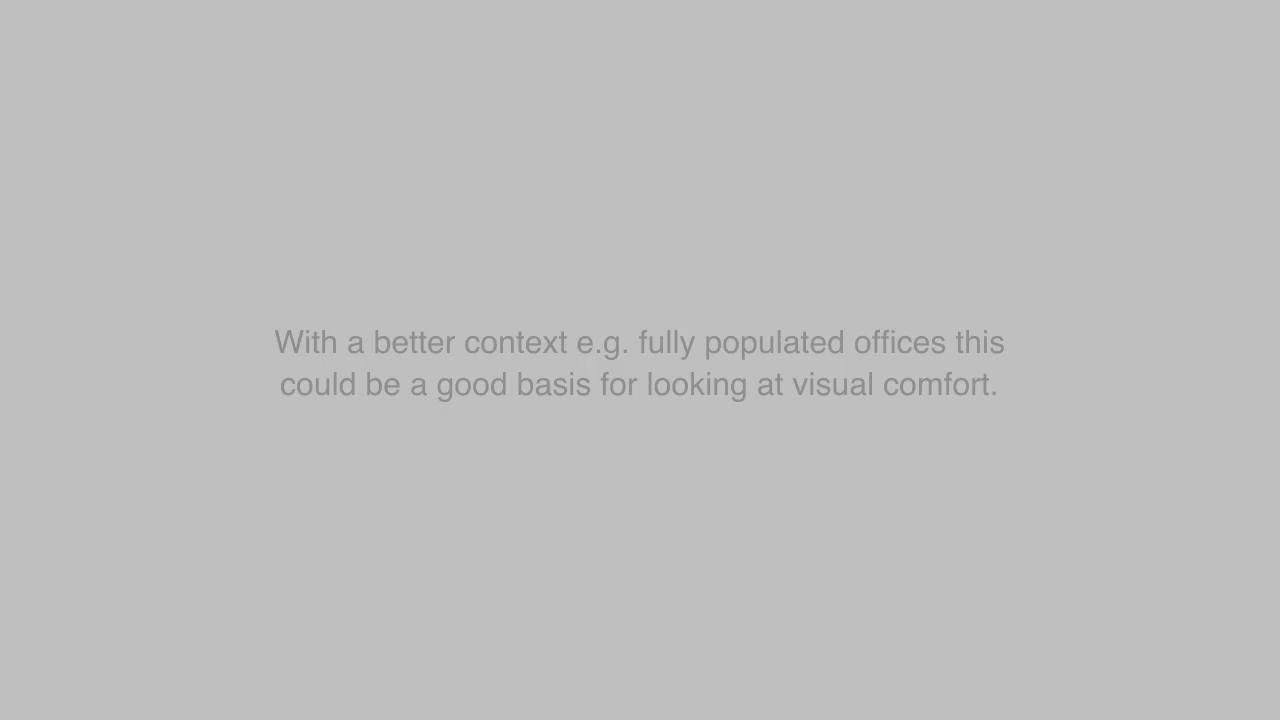 With a better context e.g. fully populated offices this
could be a good basis for looking at visual comfort.